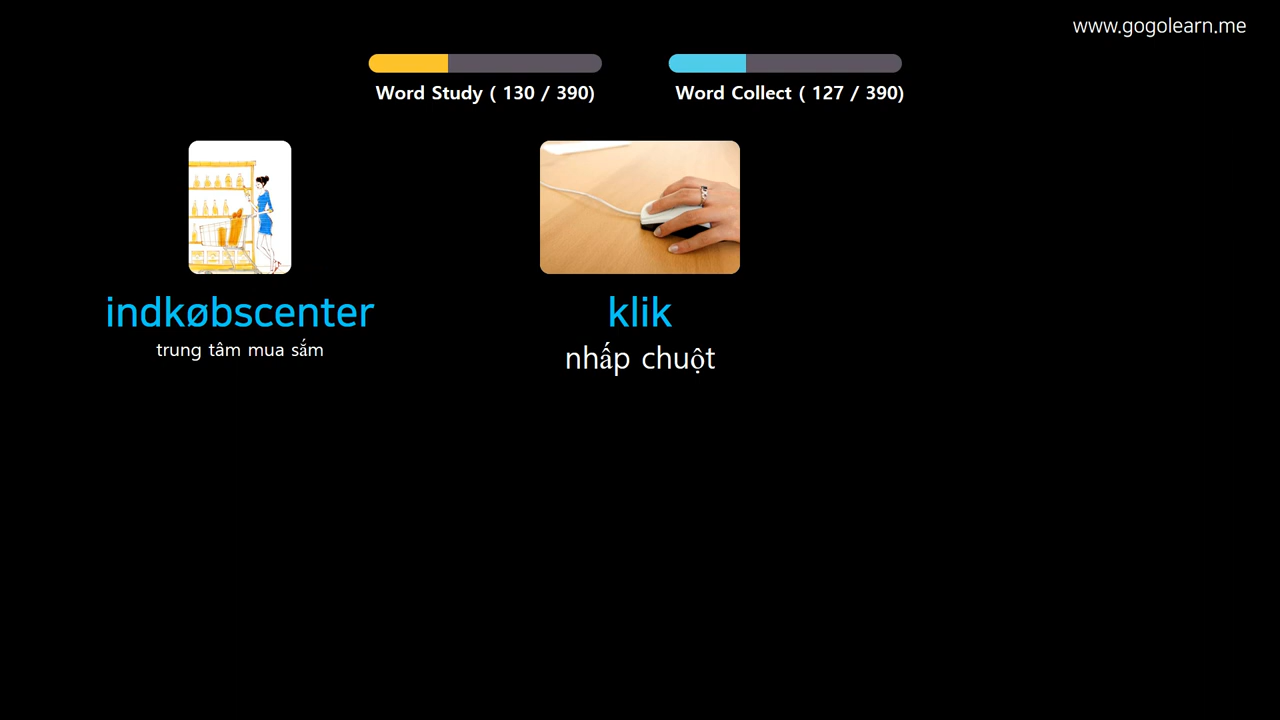 www.gogolearn.me
Word Study ( 130 / 390)
Word Collect ( 127 / 390)
indkøbscenter
trung tâm mua sắm
klik
nhấp chuột